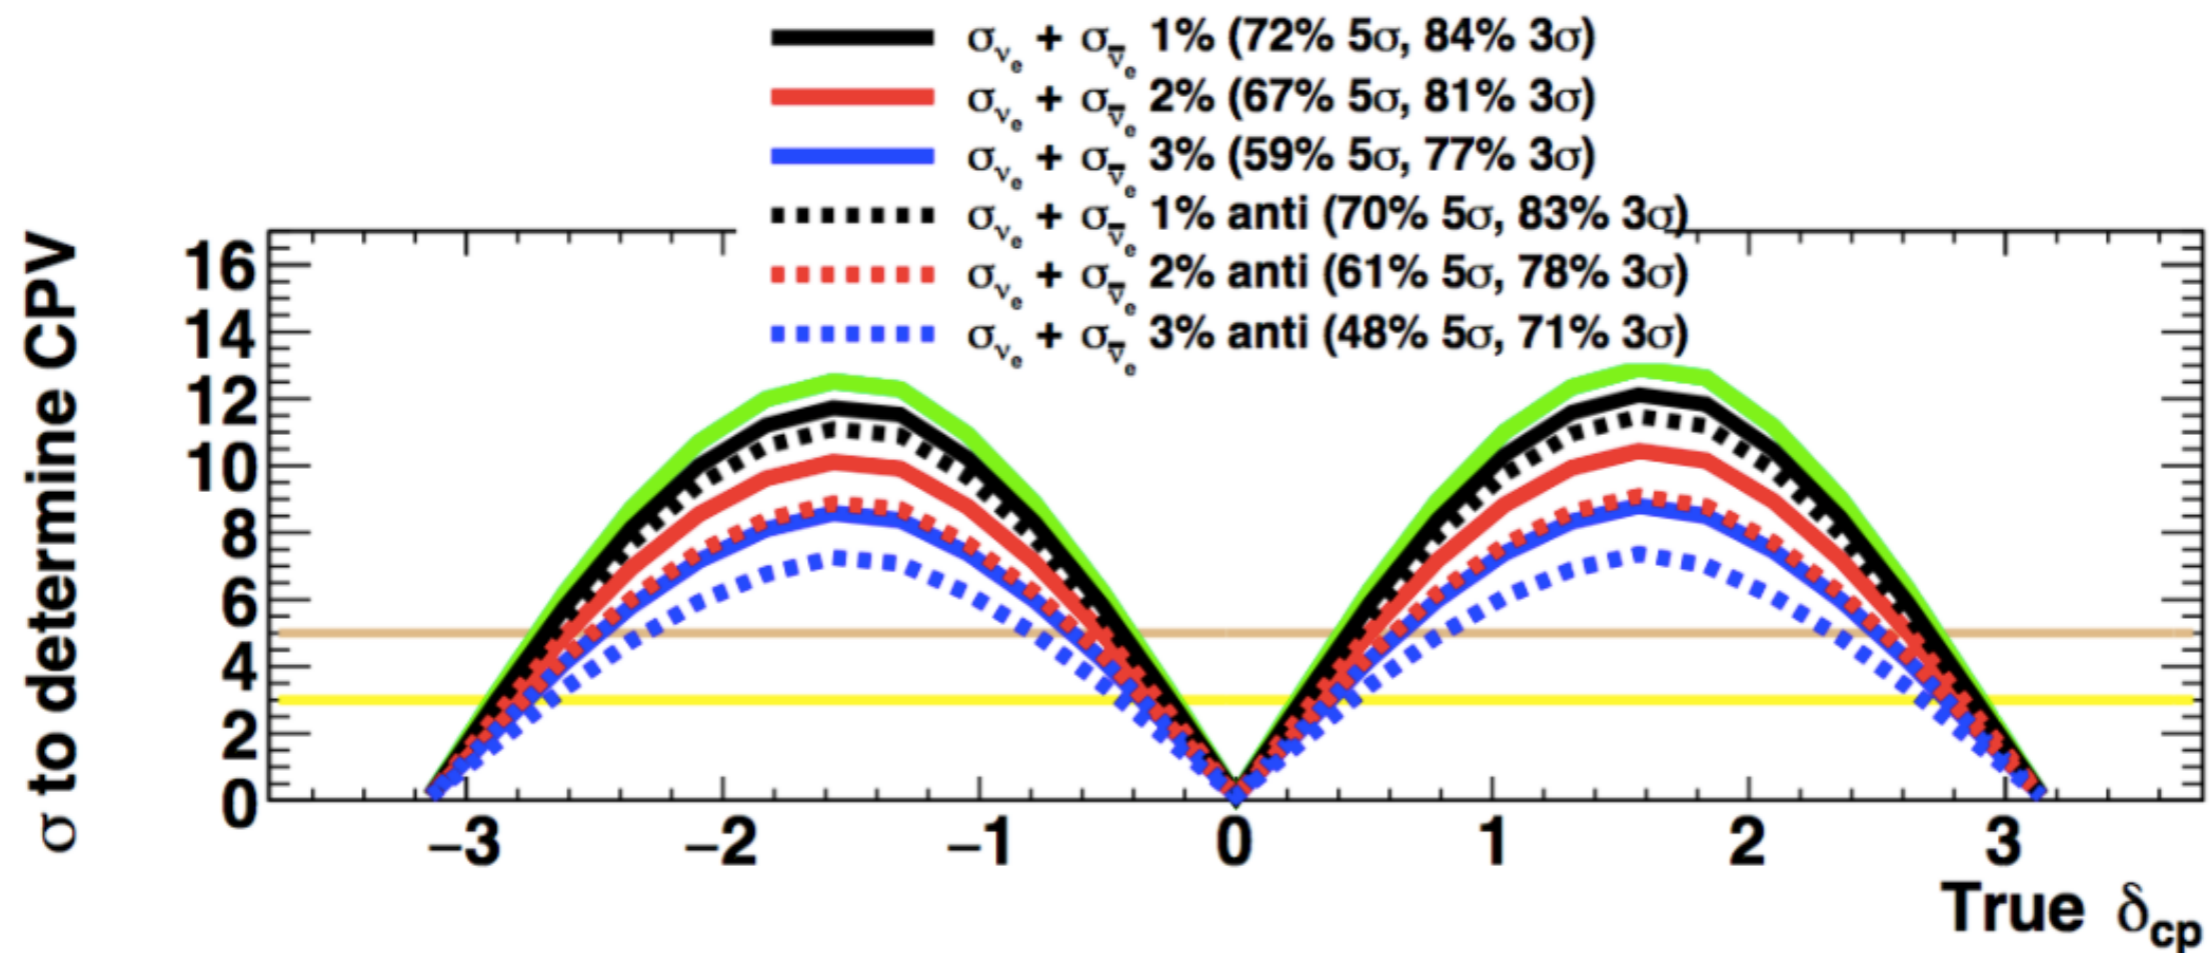 σνe + σν̅e 1% (72% 5σ, 84% 3σ)
σνe + σν̅e 2% (67% 5σ, 81% 3σ)
σνe + σν̅e 3% (59% 5σ, 77% 3σ)
σνe + σν̅e 1% anti (70% 5σ, 83% 3σ)
σνe + σν̅e 2% anti (61% 5σ, 78% 3σ)
σνe + σν̅e 3% anti (48% 5σ, 71% 3σ)
σ to determine CPV
16
14
12
10
8
6
4
2
0
−3 −2 −1 0 1 2 3
True δcp